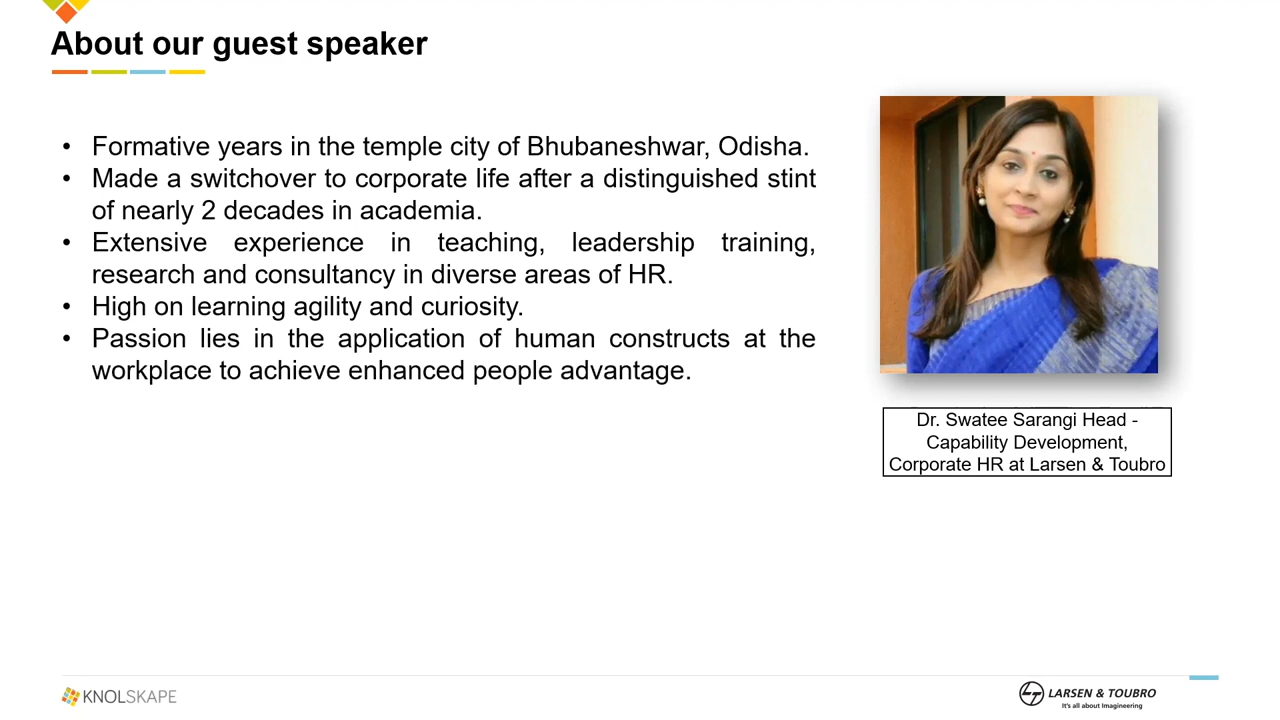 About our guest speaker
• Formative years in the temple city of Bhubaneshwar, Odisha.
• Made a switchover to corporate life after a distinguished stint
of nearly 2 decades in academia.
• Extensive experience in teaching, leadership training,
research and consultancy in diverse areas of HR.
• High on learning agility and curiosity.
• Passion lies in the application of human constructs at the
workplace to achieve enhanced people advantage.
Dr. Swatee Sarangi Head -
Capability Development,
Corporate HR at Larsen & Toubro
KNOLSKAPE
LARSEN & TOUBRO
It's all about Imagineering